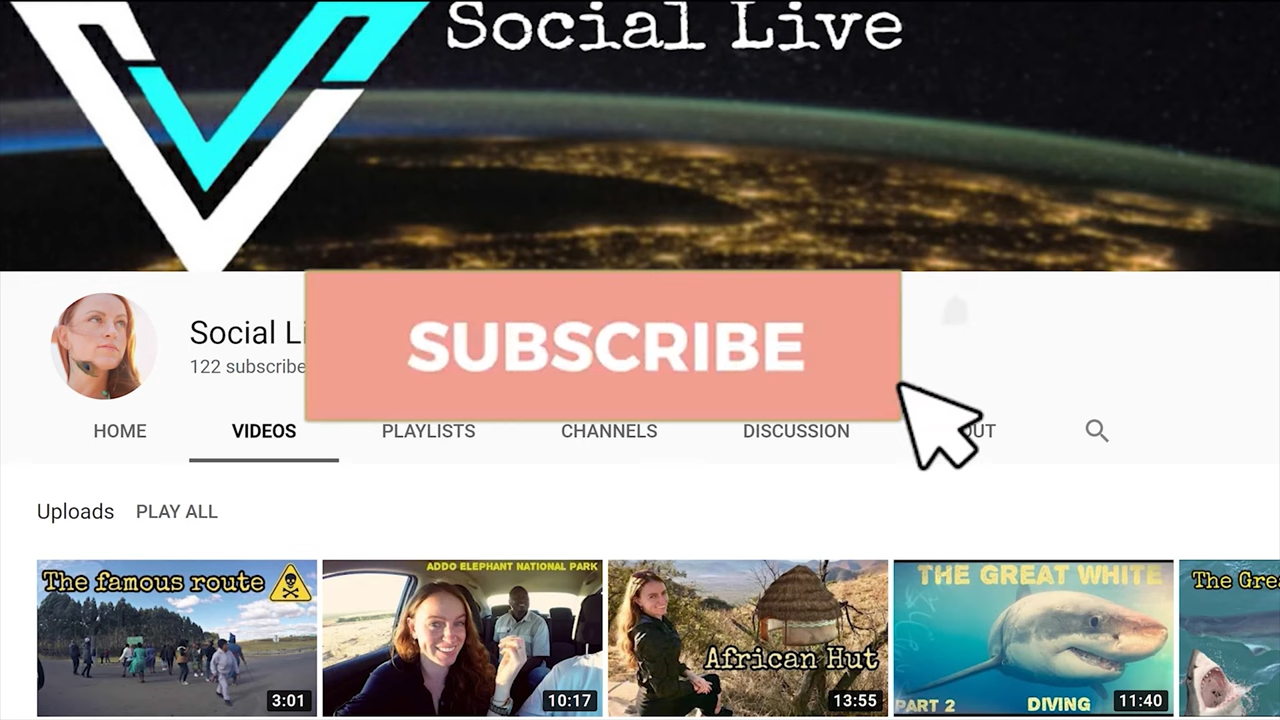 Social Live
SUBSCRIBE
Social Li
122 subscribe
HOME
VIDEOS
PLAYLISTS
CHANNELS
DISCUSSION
OUT
Uploads
PLAY ALL
The famous route
3:01
ADDO ELEPHANT NATIONAL PARK
10:17
African Hut
13:55
THE GREAT WHITE
PART 2
DIVING
11:40
The Gre